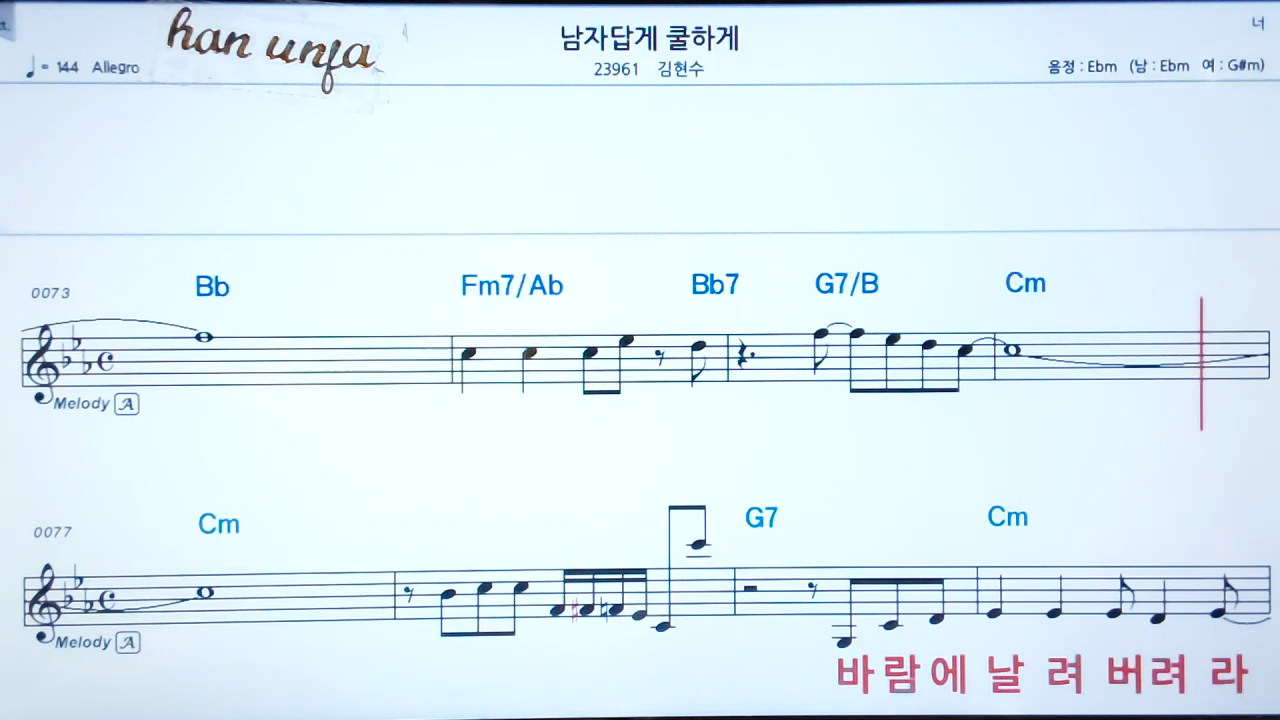 han unja
남자답게 쿨하게
너
♩ = 144 Allegro
23961 김현수
음정 : Ebm (남 : Ebm 여 : G#m)
0073
Bb Fm7/Ab Bb7 G7/B Cm
Melody A
0077
Cm G7 Cm
Melody A
바람에 날 려 버려 라